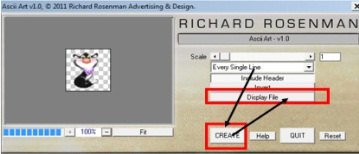 Ascii Art v1.0, © 2011 Richard Rosenman Advertising & Design.
RICHARD ROSENMAN
Ascii Art - v1.0
Scale
1
Every Single Line
Include Header
Invert
Display File
- 100% - Fit
CREATE Help QUIT Reset